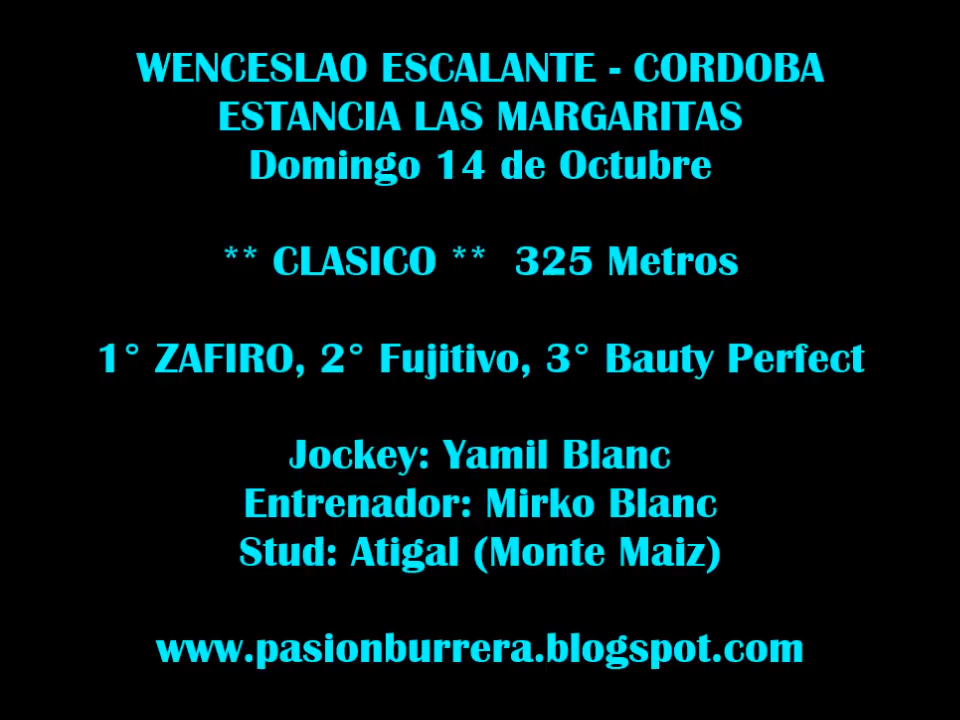 WENCESLAO ESCALANTE - CORDOBA
ESTANCIA LAS MARGARITAS
Domingo 14 de Octubre
** CLASICO ** 325 Metros
1° ZAFIRO, 2° Fujitivo, 3° Bauty Perfect
Jockey: Yamil Blanc
Entrenador: Mirko Blanc
Stud: Atigal (Monte Maiz)
www.pasionburrera.blogspot.com